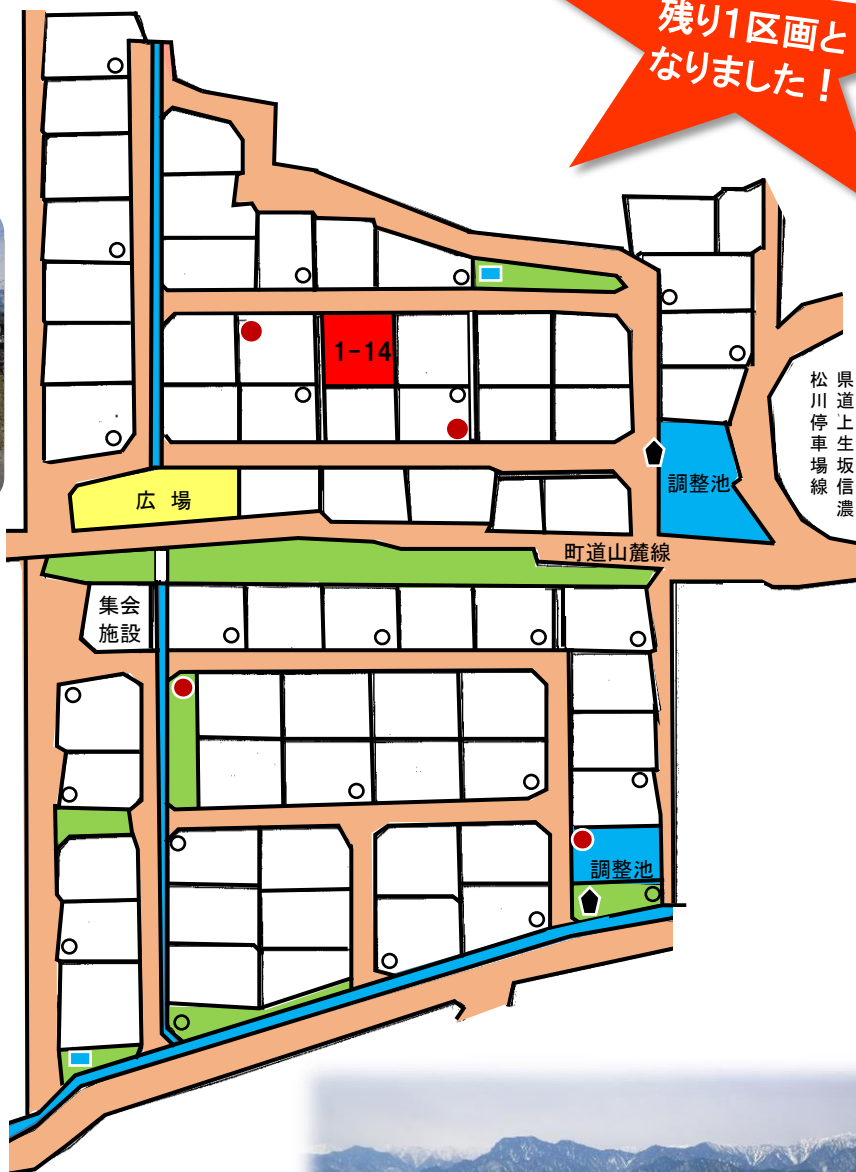 残り1区画と
なりました！
1-14
県道上生坂信濃
松川停車場線
調整池
広 場
町道山麓線
集会
施設
調整池